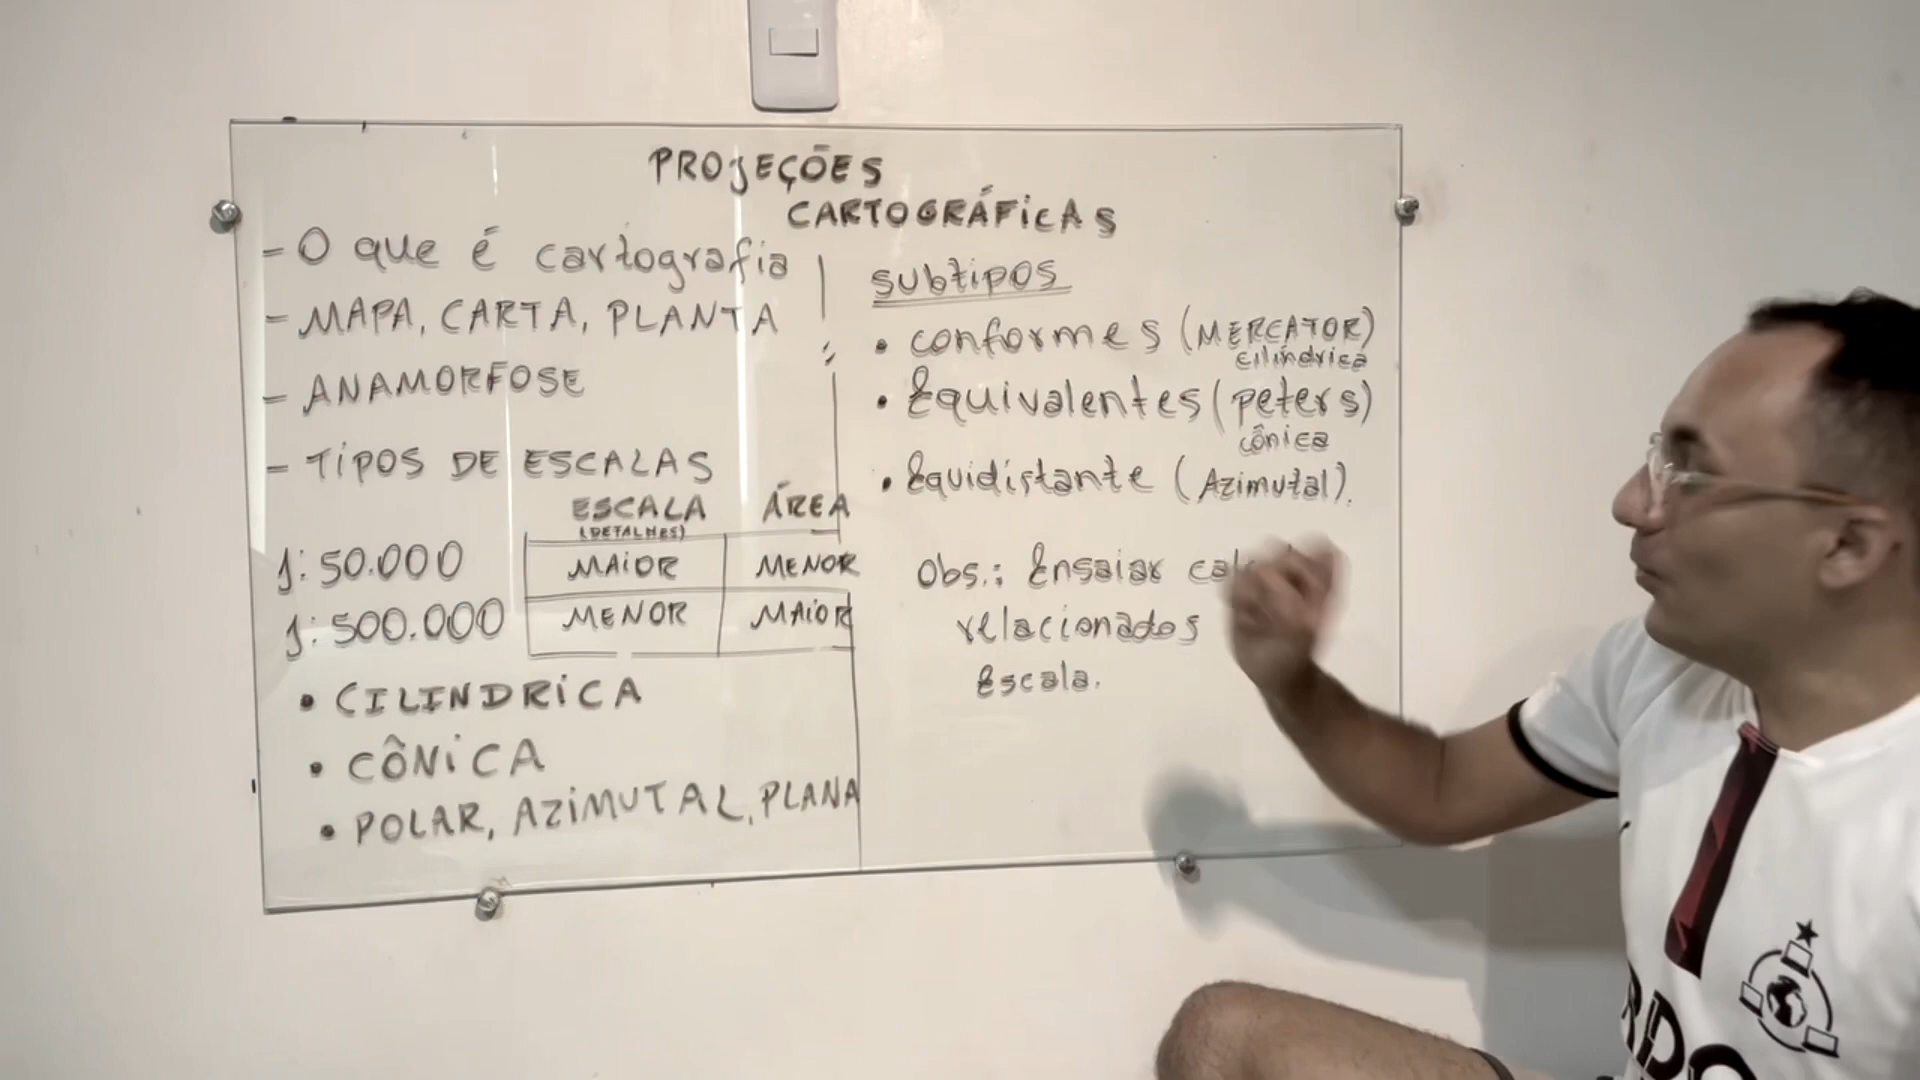 PROJEÇÕES
CARTOGRÁFICAS
- O que é cartografia
- MAPA, CARTA, PLANTA
- ANAMORFOSE
- TIPOS DE ESCALAS
ESCALA ÁREA
(DETALHES)
1:50.000 MAIOR MENOR
1:500.000 MENOR MAIOR
• CILINDRICA
• CÔNICA
• POLAR, AZIMUTAL, PLANA
subtipos
• conformes (MERCATOR)
cilíndrica
• Equivalentes (peters)
cônica
• Equidistante (Azimutal).
Obs.: Ensaiar
relacionados
Escala.